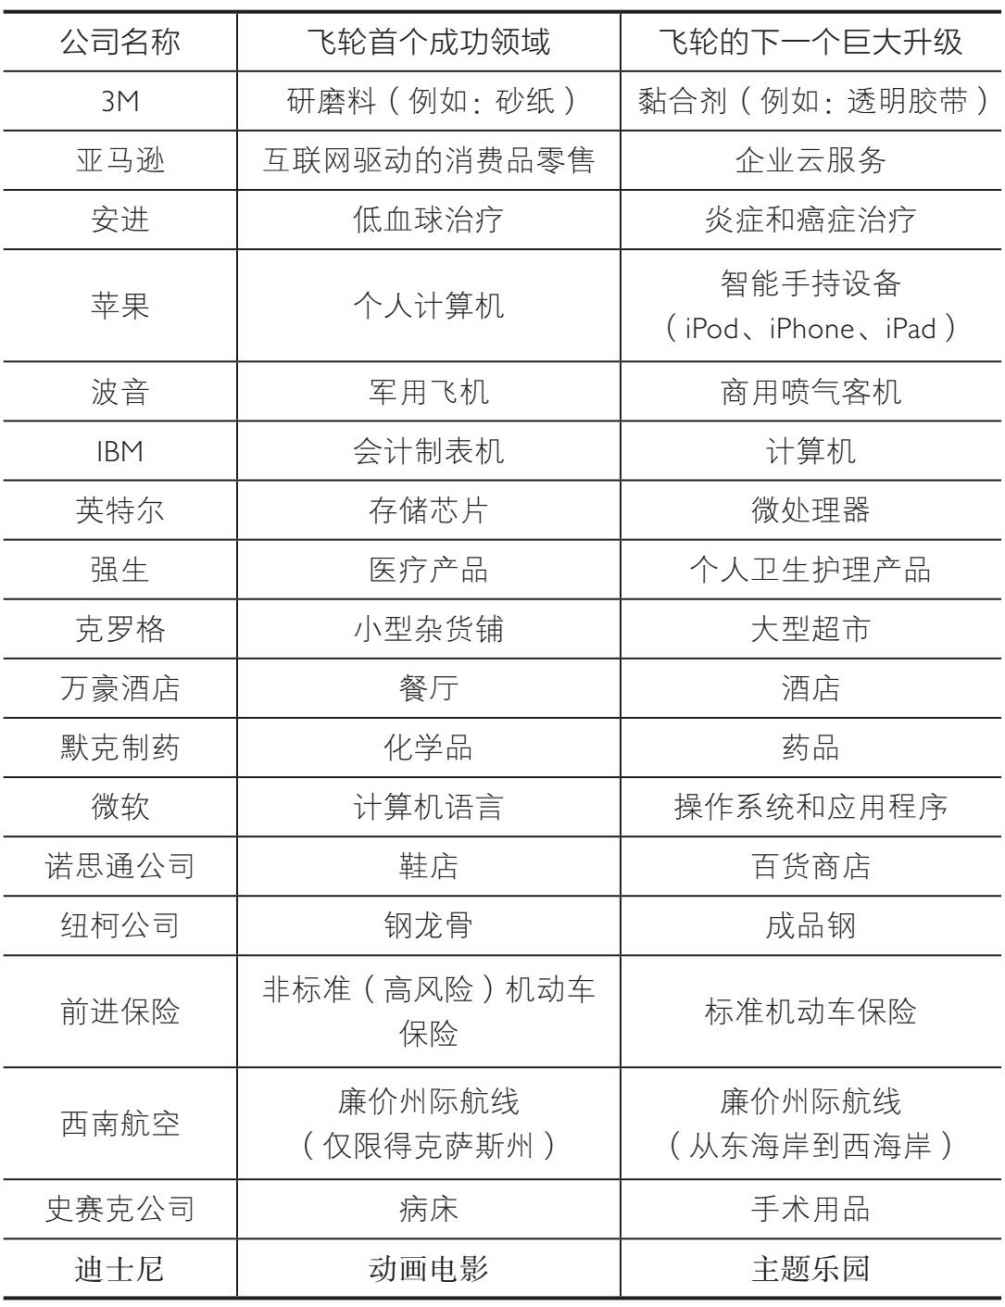 公司名称 飞轮首个成功领域 飞轮的下一个巨大升级
3M 研磨料（例如：砂纸） 黏合剂（例如：透明胶带）
亚马逊 互联网驱动的消费品零售 企业云服务
安进 低血球治疗 炎症和癌症治疗
苹果 个人计算机 智能手持设备
（iPod、iPhone、iPad）
波音 军用飞机 商用喷气客机
IBM 会计制表机 计算机
英特尔 存储芯片 微处理器
强生 医疗产品 个人卫生护理产品
克罗格 小型杂货铺 大型超市
万豪酒店 餐厅 酒店
默克制药 化学品 药品
微软 计算机语言 操作系统和应用程序
诺思通公司 鞋店 百货商店
纽柯公司 钢龙骨 成品钢
前进保险 非标准（高风险）机动车
保险 标准机动车保险
西南航空 廉价州际航线
（仅限得克萨斯州） 廉价州际航线
（从东海岸到西海岸）
史赛克公司 病床 手术用品
迪士尼 动画电影 主题乐园